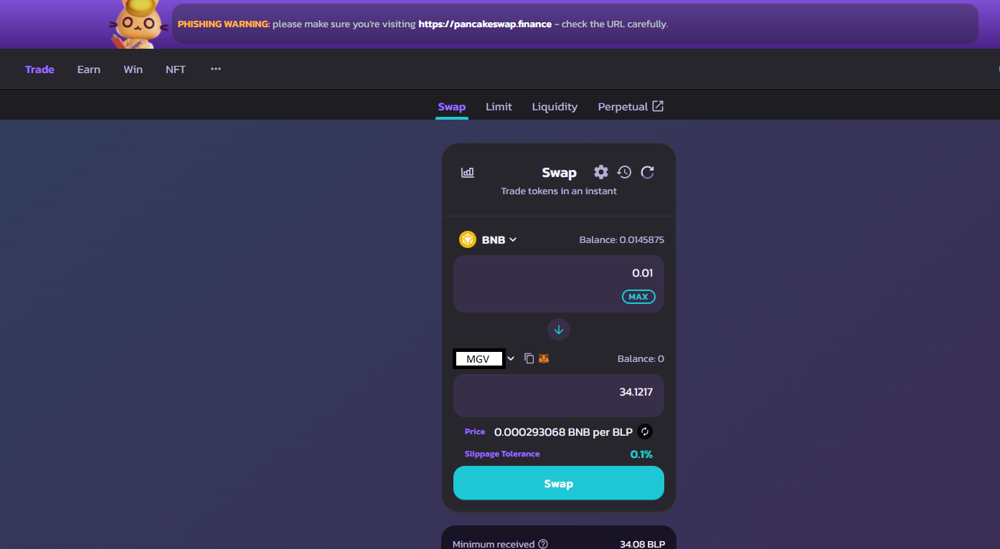 PHISHING WARNING: please make sure you're visiting https://pancakeswap.finance - check the URL carefully.
Trade Earn Win NFT ...
Swap Limit Liquidity Perpetual
Swap
Trade tokens in an instant
BNB Balance: 0.0145875
0.01
MAX
MGV Balance: 0
34.1217
Price 0.000293068 BNB per BLP
Slippage Tolerance 0.1%
Swap
Minimum received ? 34.08 BLP